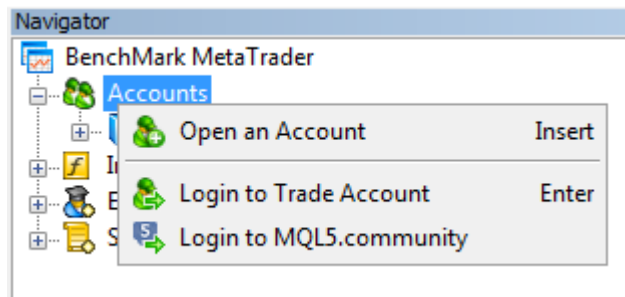 Navigator
BenchMark MetaTrader
Accounts
Open an Account Insert
Login to Trade Account Enter
Login to MQL5.community